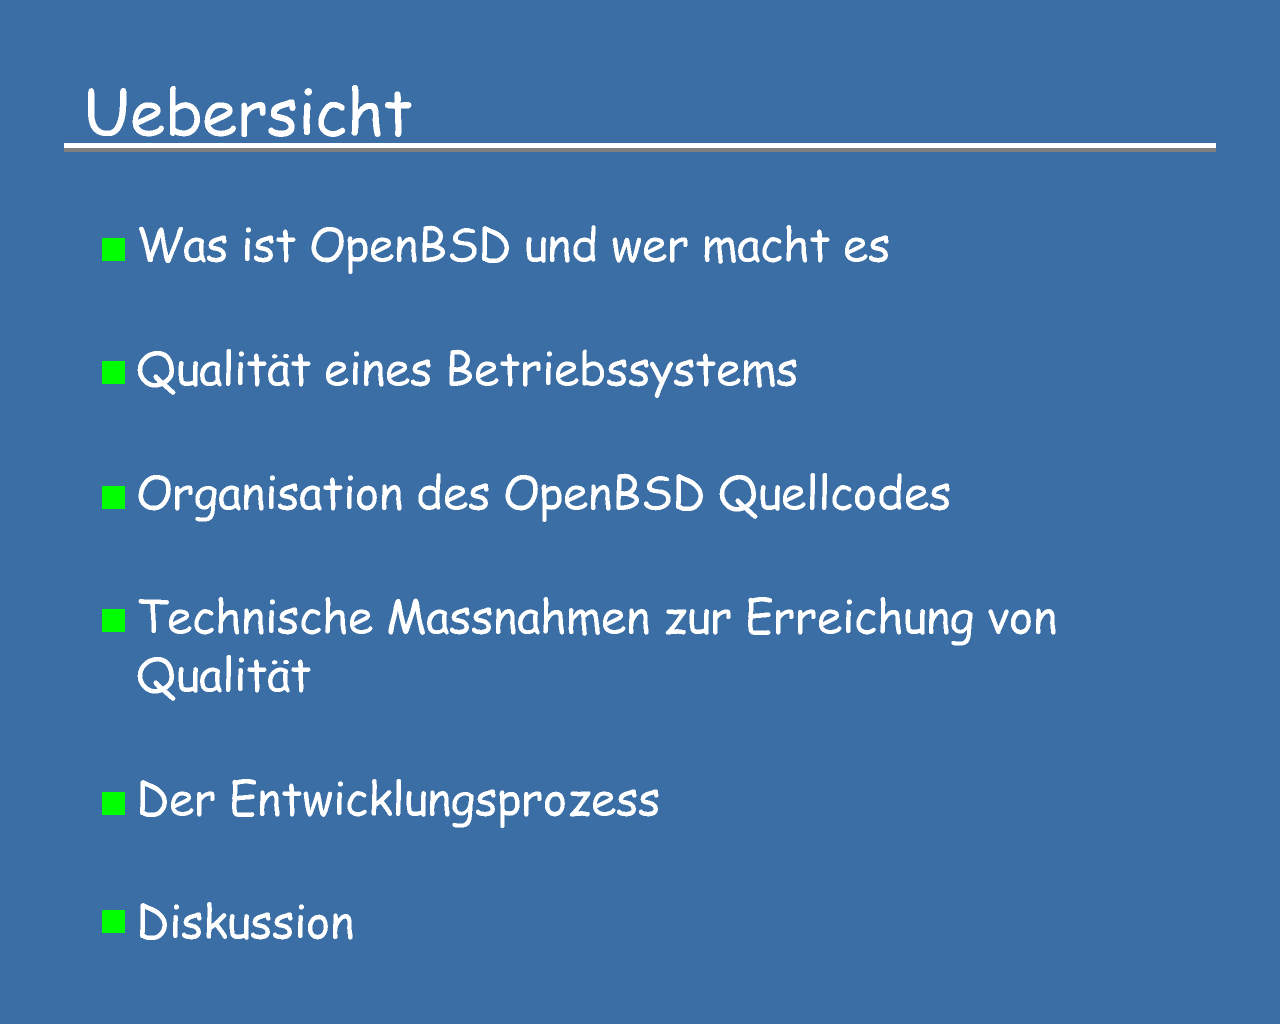 Uebersicht
Was ist OpenBSD und wer macht es
Qualität eines Betriebssystems
Organisation des OpenBSD Quellcodes
Technische Massnahmen zur Erreichung von
Qualität
Der Entwicklungsprozess
Diskussion